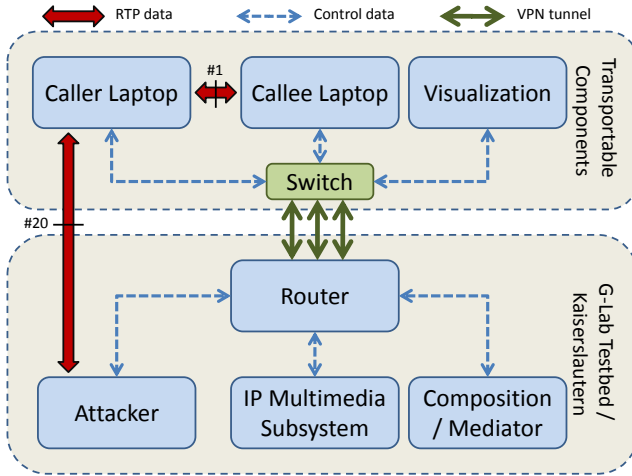 RTP data
Control data
VPN tunnel
#1
Caller Laptop
Callee Laptop
Visualization
Transportable
Components
Switch
#20
Router
G-Lab Testbed /
Kaiserslautern
Attacker
IP Multimedia
Subsystem
Composition
/ Mediator